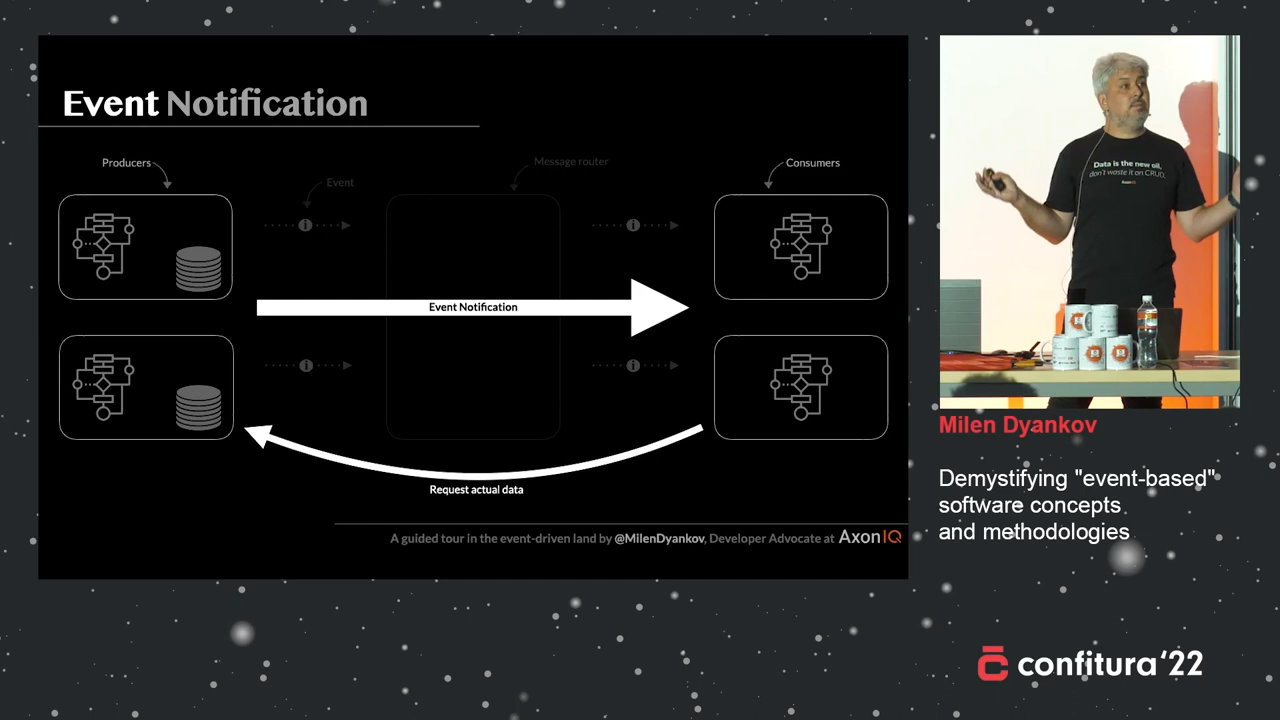 Event Notification
Producers
Event
Message router
Consumers
Event Notification
Request actual data
A guided tour in the event-driven land by @MilenDyankov, Developer Advocate at AxonIQ
Data is the new oil,
don't waste it on CRUD.
AxonIQ
Milen Dyankov
Demystifying "event-based"
software concepts
and methodologies
confitura'22